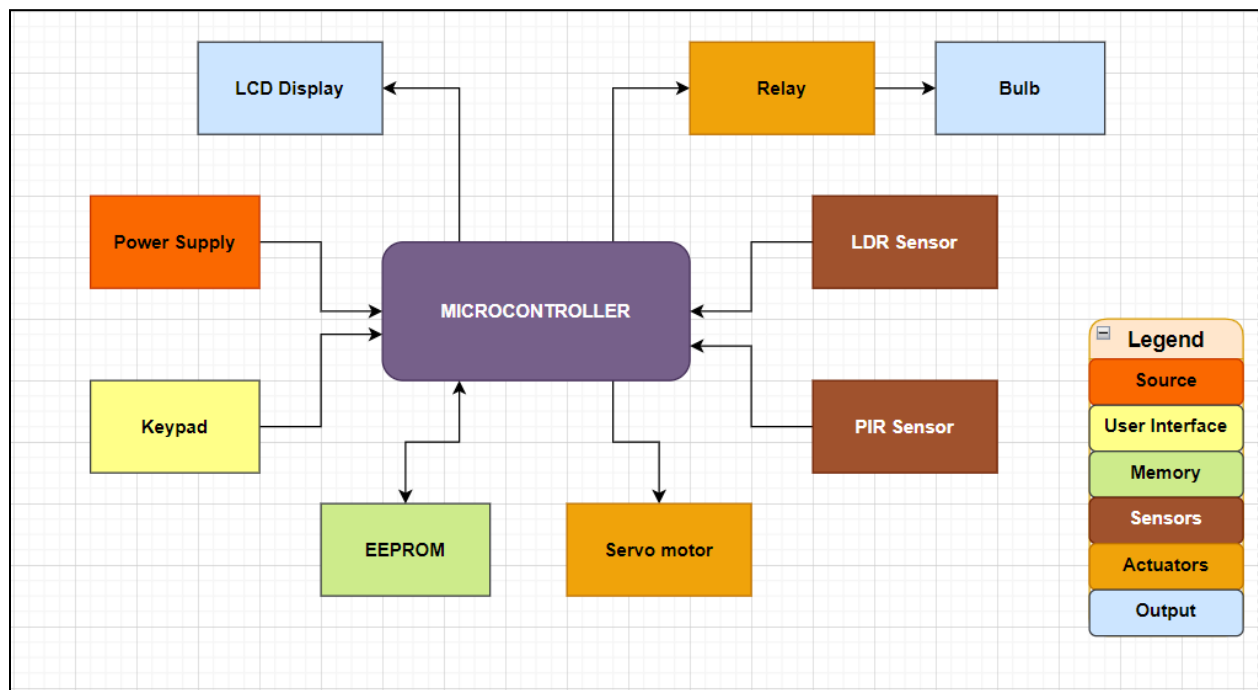 LCD Display
Relay
Bulb
Power Supply
LDR Sensor
MICROCONTROLLER
Keypad
PIR Sensor
EEPROM
Servo motor
Legend
Source
User Interface
Memory
Sensors
Actuators
Output